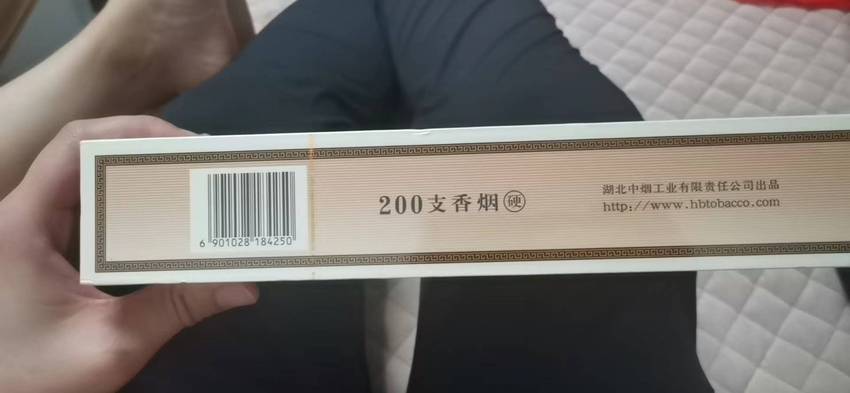 6 901028 184250
200支香烟 硬
湖北中烟工业有限责任公司出品
http://www.hbtobacco.com